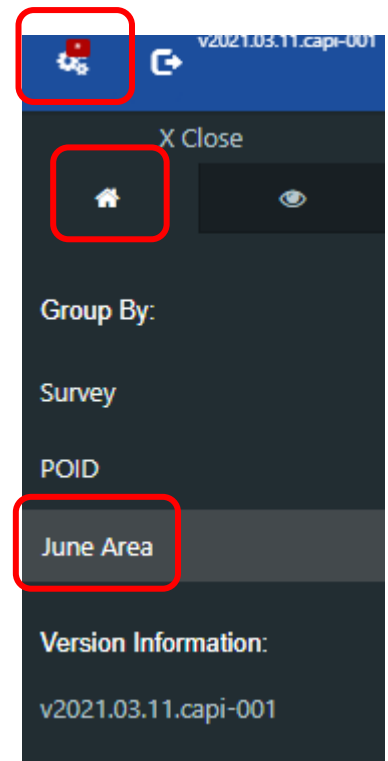 v2021.03.11.capi-001
X Close
Group By:
Survey
POID
June Area
Version Information:
v2021.03.11.capi-001